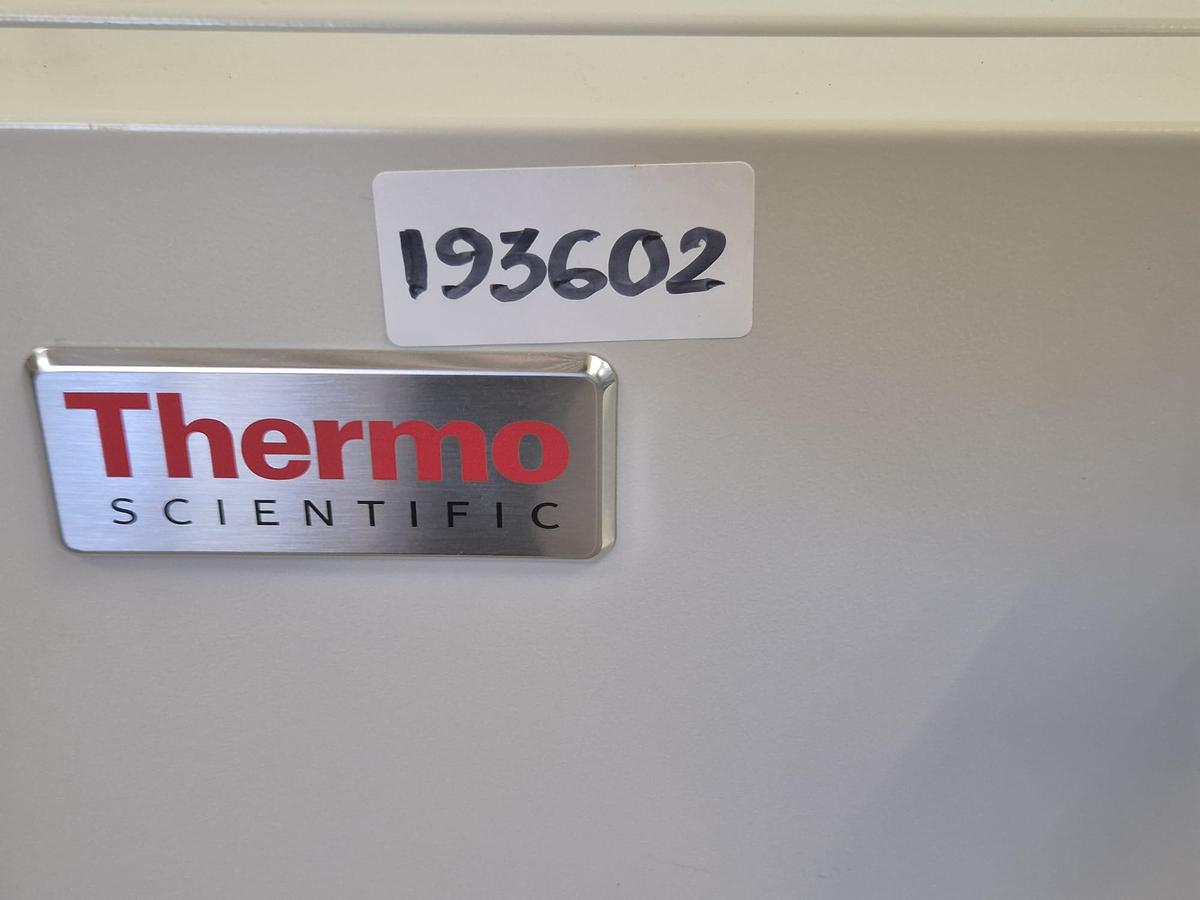 193602
Thermo
SCIENTIFIC